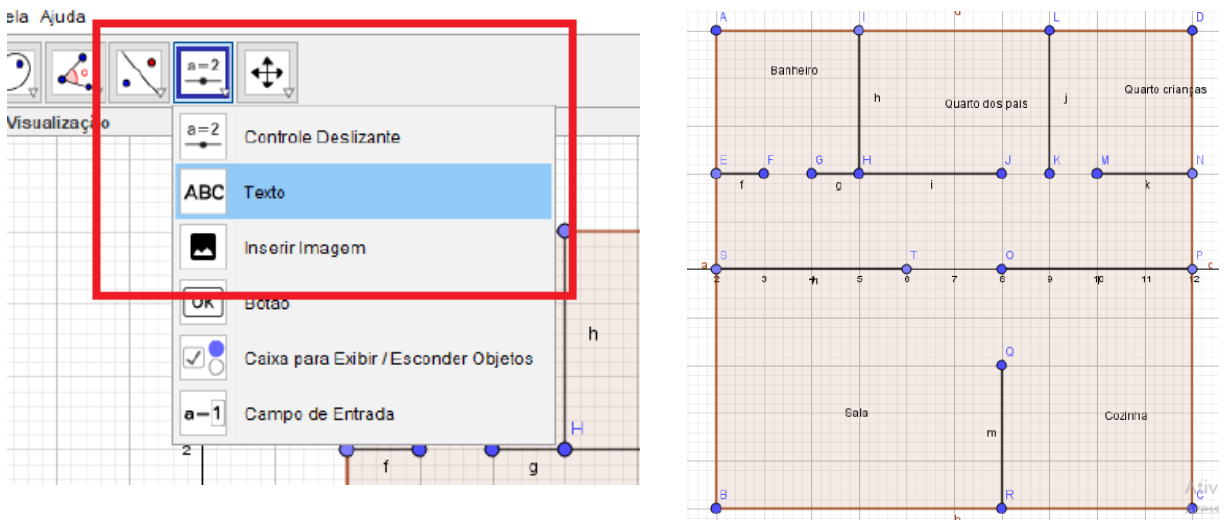 ela Ajuda
a=2
Visualização
a=2 Controle Deslizante
ABC Texto
Inserir Imagem
OK Botão
Caixa para Exibir / Esconder Objetos
a=1 Campo de Entrada
h
H
2
f g
A I L D
Banheiro
h Quarto dos pais j Quarto crianças
E F G H J K M N
f g i k
a S T O P c
2 3 4 5 6 7 8 9 10 11 12
n
Q
Sala Cozinha
m
B R C
b